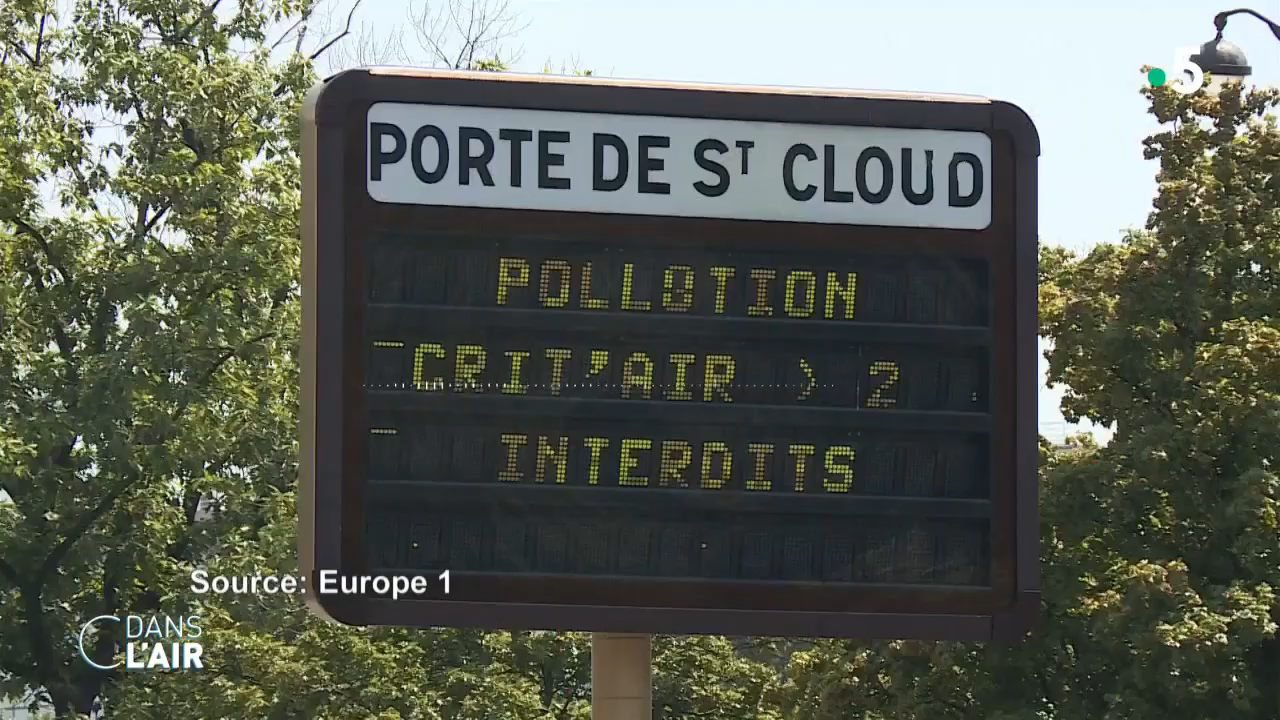 5
PORTE DE Sᵀ CLOUD
POLLUTION
CRIT'AIR > 2
INTERDITS
Source: Europe 1
C DANS
L'AIR